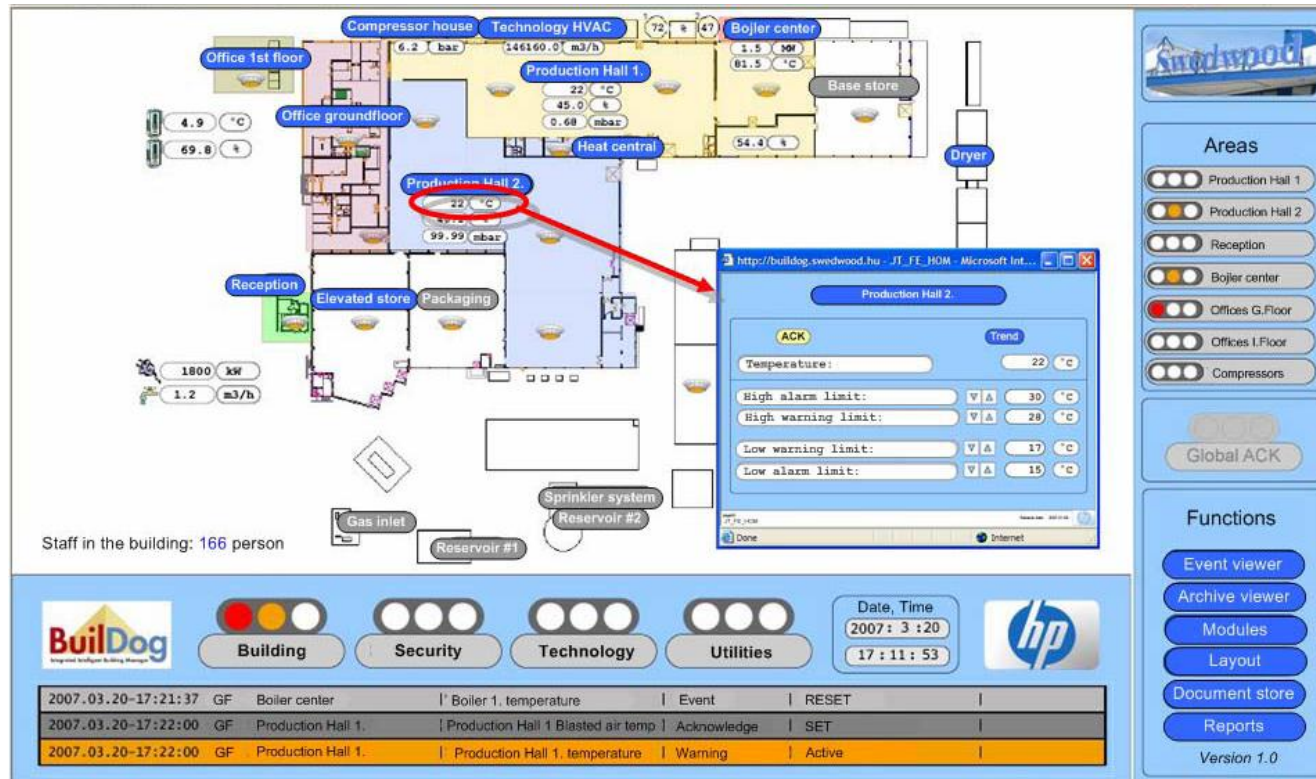 Compressor house
Technology HVAC
72 % 47
Bojler center
6.2 bar
146160.0 m3/h
1.5 MW
81.5 °C
Office 1st floor
Production Hall 1.
22 °C
45.0 %
0.68 mbar
Base store
Office groundfloor
4.9 °C
69.8 %
Heat central
54.4 %
Dryer
Production Hall 2.
22 °C
99.99 mbar
Reception
Elevated store
Packaging
1800 kW
1.2 m3/h
Sprinkler system
Reservoir #2
Gas inlet
Reservoir #1
Staff in the building: 166 person
http://buildog.swedwood.hu - JT_FE_HOM - Microsoft Int...
Production Hall 2.
ACK
Trend
Temperature: 22 °C
High alarm limit: 30 °C
High warning limit: 28 °C
Low warning limit: 17 °C
Low alarm limit: 15 °C
JT_FE_HOM
Done
Internet
swedwood
Areas
Production Hall 1
Production Hall 2
Reception
Bojler center
Offices G.Floor
Offices I.Floor
Compressors
Global ACK
Functions
Event viewer
Archive viewer
Modules
Layout
Document store
Reports
Version 1.0
BuilDog
Integrated Intelligent Building Manager
Building
Security
Technology
Utilities
Date, Time
2007: 3 :20
17 : 11 : 53
hp
2007.03.20-17:21:37 GF Boiler center | Boiler 1. temperature | Event | RESET |
2007.03.20-17:22:00 GF Production Hall 1. | Production Hall 1 Blasted air temp | Acknowledge | SET |
2007.03.20-17:22:00 GF Production Hall 1. | Production Hall 1. temperature | Warning | Active |